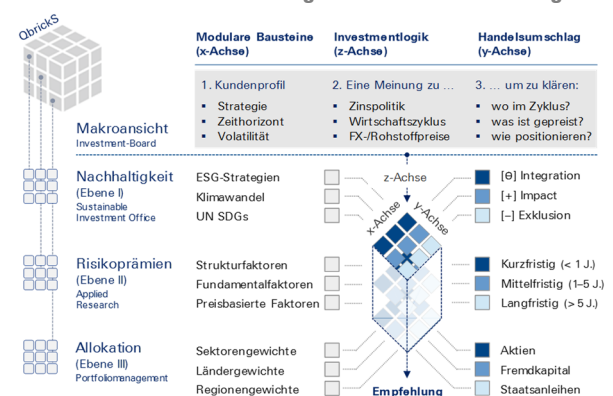 QbrickS
Modulare Bausteine
(x-Achse)
Investmentlogik
(z-Achse)
Handelsumschlag
(y-Achse)
1. Kundenprofil
▪ Strategie
▪ Zeithorizont
▪ Volatilität
2. Eine Meinung zu ...
▪ Zinspolitik
▪ Wirtschaftszyklus
▪ FX-/Rohstoffpreise
3. ... um zu klären:
▪ wo im Zyklus?
▪ was ist gepreist?
▪ wie positionieren?
Makroansicht
Investment-Board
Nachhaltigkeit
(Ebene I)
Sustainable
Investment Office
ESG-Strategien
Klimawandel
UN SDGs
z-Achse
x-Achse
y-Achse
[ϴ] Integration
[+] Impact
[–] Exklusion
Risikoprämien
(Ebene II)
Applied
Research
Strukturfaktoren
Fundamentalfaktoren
Preisbasierte Faktoren
Kurzfristig (< 1 J.)
Mittelfristig (1–5 J.)
Langfristig (> 5 J.)
Allokation
(Ebene III)
Portfoliomanagement
Sektorengewichte
Ländergewichte
Regionengewichte
Empfehlung
Aktien
Fremdkapital
Staatsanleihen